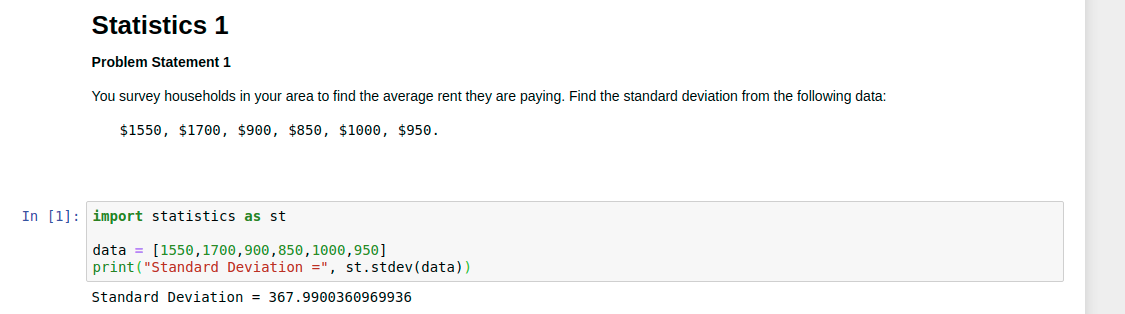 Statistics 1
Problem Statement 1
You survey households in your area to find the average rent they are paying. Find the standard deviation from the following data:
$1550, $1700, $900, $850, $1000, $950.
In [1]: import statistics as st
data = [1550,1700,900,850,1000,950]
print("Standard Deviation =", st.stdev(data))
Standard Deviation = 367.9900360969936